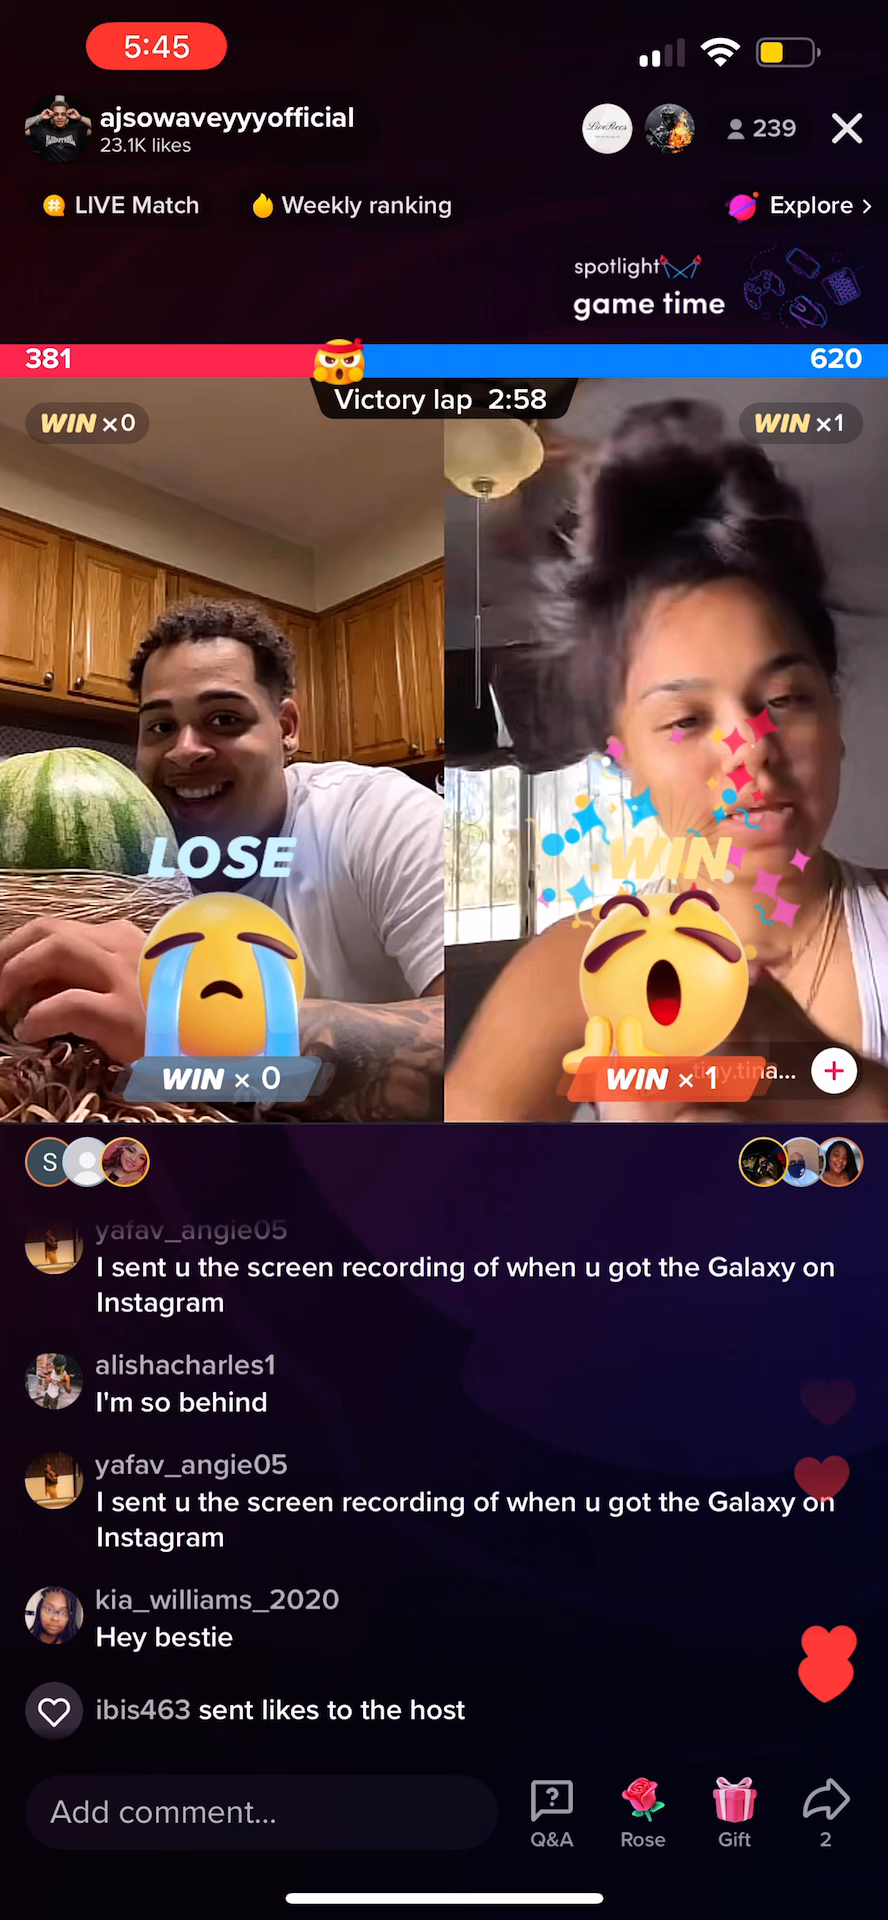 5:45
ajsowaveyyyofficial
23.1K likes
239
LIVE Match
Weekly ranking
Explore >
spotlight
game time
381
620
Victory lap 2:58
WIN ×0
WIN ×1
LOSE
WIN
WIN × 0
WIN × 1
S
yafav_angie05
I sent u the screen recording of when u got the Galaxy on
Instagram
alishacharles1
I'm so behind
yafav_angie05
I sent u the screen recording of when u got the Galaxy on
Instagram
kia_williams_2020
Hey bestie
ibis463 sent likes to the host
Add comment...
Q&A
Rose
Gift
2